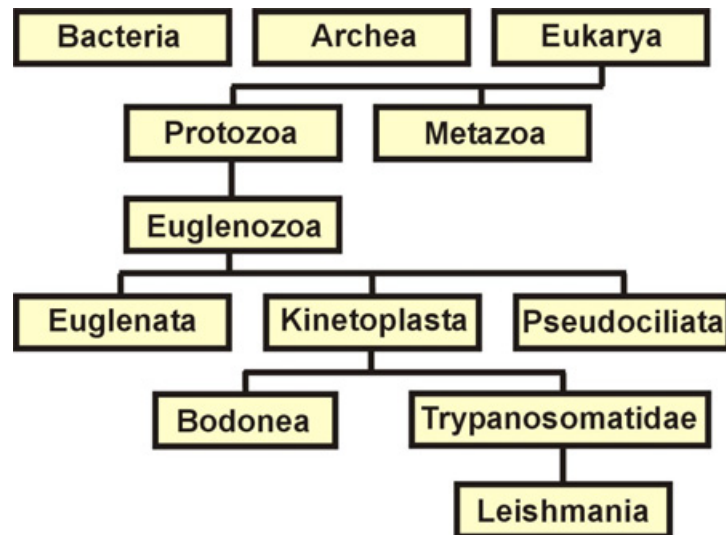 Bacteria
Archea
Eukarya
Protozoa
Metazoa
Euglenozoa
Euglenata
Kinetoplasta
Pseudociliata
Bodonea
Trypanosomatidae
Leishmania